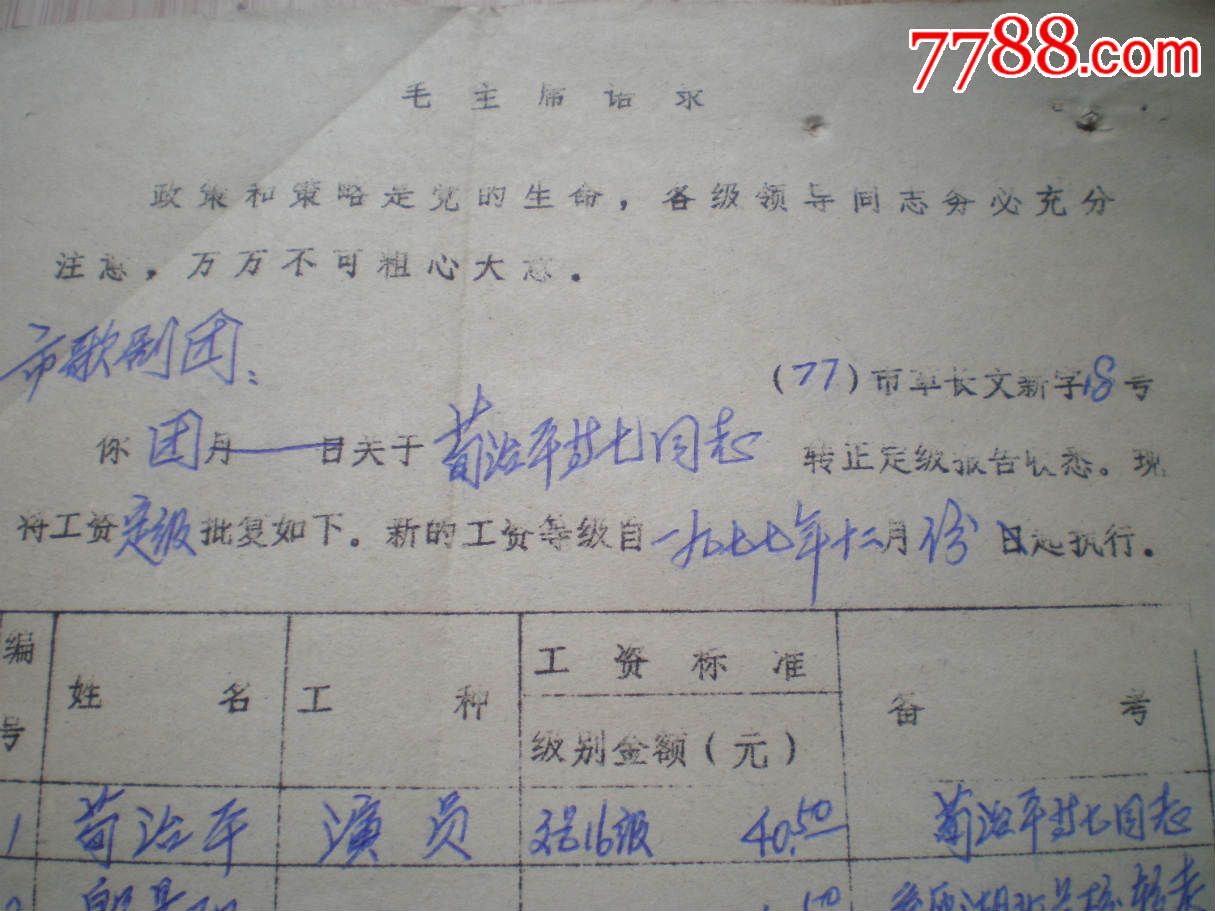 7788.com
毛主席语录
政策和策略是党的生命，各级领导同志务必充分
注意，万万不可粗心大意。
市歌剧团：
(77)市革长文新字18号
你团月 日关于荀治平等七同志 转正定级报告收悉。现
将工资定级批复如下。新的工资等级自一九七七年十二月份 日起执行。
编号 姓名 工种 工资标准 备考
级别金额(元)
1 荀治平 演员 文艺16级 40.50 荀治平等七同志